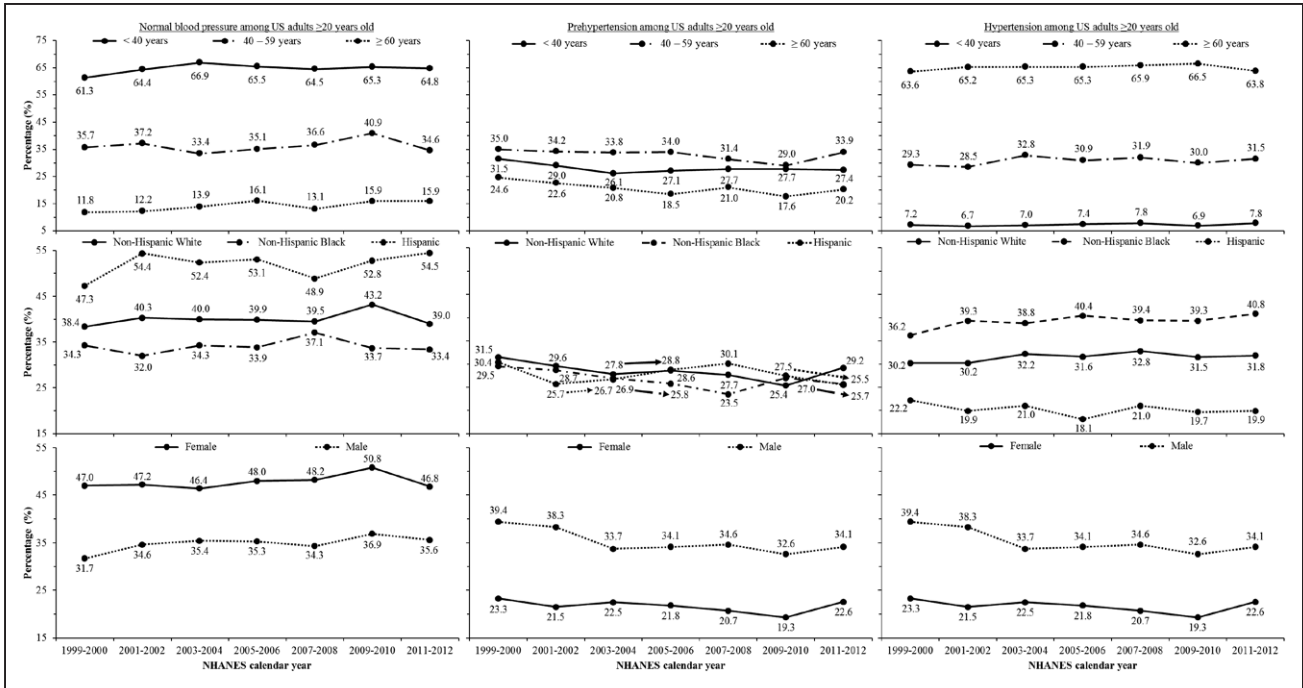 Normal blood pressure among US adults ≥20 years old
Prehypertension among US adults ≥20 years old
Hypertension among US adults ≥20 years old
Percentage (%)
75
65
55
45
35
25
15
5
< 40 years
40 – 59 years
≥ 60 years
61.3 64.4 66.9 65.5 64.5 65.3 64.8
35.7 37.2 33.4 35.1 36.6 40.9 34.6
11.8 12.2 13.9 16.1 13.1 15.9 15.9
< 40 years
40 – 59 years
≥ 60 years
35.0 34.2 33.8 34.0 31.4 29.0 33.9
31.5 29.0 26.1 27.1 27.7 27.7 27.4
24.6 22.6 20.8 18.5 21.0 17.6 20.2
< 40 years
40 – 59 years
≥ 60 years
63.6 65.2 65.3 65.3 65.9 66.5 63.8
29.3 28.5 32.8 30.9 31.9 30.0 31.5
7.2 6.7 7.0 7.4 7.8 6.9 7.8
Percentage (%)
55
45
35
25
15
Non-Hispanic White
Non-Hispanic Black
Hispanic
47.3 54.4 52.4 53.1 48.9 52.8 54.5
38.4 40.3 40.0 39.9 39.5 43.2 39.0
34.3 32.0 34.3 33.9 37.1 33.7 33.4
Non-Hispanic White
Non-Hispanic Black
Hispanic
31.5 29.6 27.8 28.8 30.1 27.5 29.2
30.4 28.7 26.7 26.9 28.6 27.7 25.4 27.0 25.5
29.5 25.7 25.8 23.5 25.7
Non-Hispanic White
Non-Hispanic Black
Hispanic
36.2 39.3 38.8 40.4 39.4 39.3 40.8
30.2 30.2 32.2 31.6 32.8 31.5 31.8
22.2 19.9 21.0 18.1 21.0 19.7 19.9
Percentage (%)
55
45
35
25
15
Female
Male
47.0 47.2 46.4 48.0 48.2 50.8 46.8
31.7 34.6 35.4 35.3 34.3 36.9 35.6
1999-2000 2001-2002 2003-2004 2005-2006 2007-2008 2009-2010 2011-2012
NHANES calendar year
Female
Male
39.4 38.3 33.7 34.1 34.6 32.6 34.1
23.3 21.5 22.5 21.8 20.7 19.3 22.6
1999-2000 2001-2002 2003-2004 2005-2006 2007-2008 2009-2010 2011-2012
NHANES calendar year
Female
Male
39.4 38.3 33.7 34.1 34.6 32.6 34.1
23.3 21.5 22.5 21.8 20.7 19.3 22.6
1999-2000 2001-2002 2003-2004 2005-2006 2007-2008 2009-2010 2011-2012
NHANES calendar year